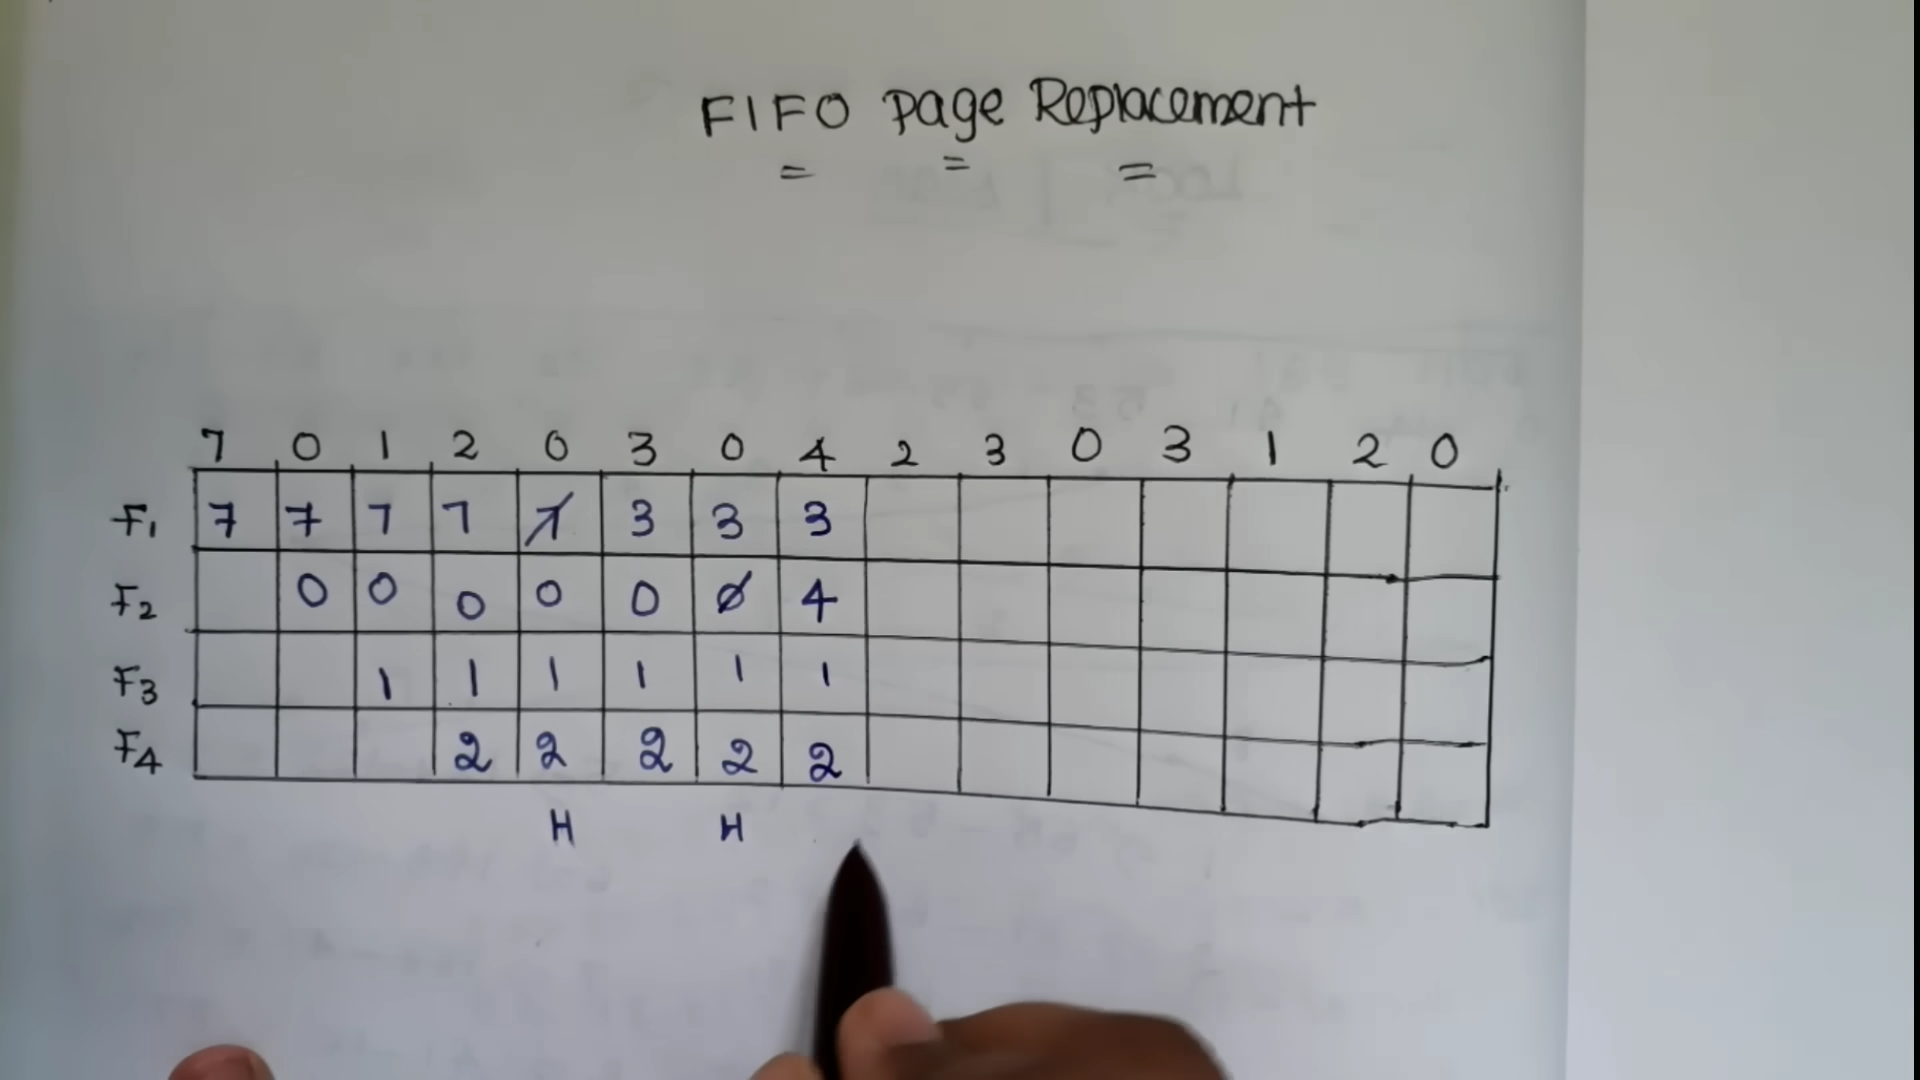 FIFO Page Replacement
7 0 1 2 0 3 0 4 2 3 0 3 1 2 0
F1 7 7 7 7 7 3 3 3
F2 0 0 0 0 0 0 4
F3 1 1 1 1 1 1
F4 2 2 2 2 2
H H